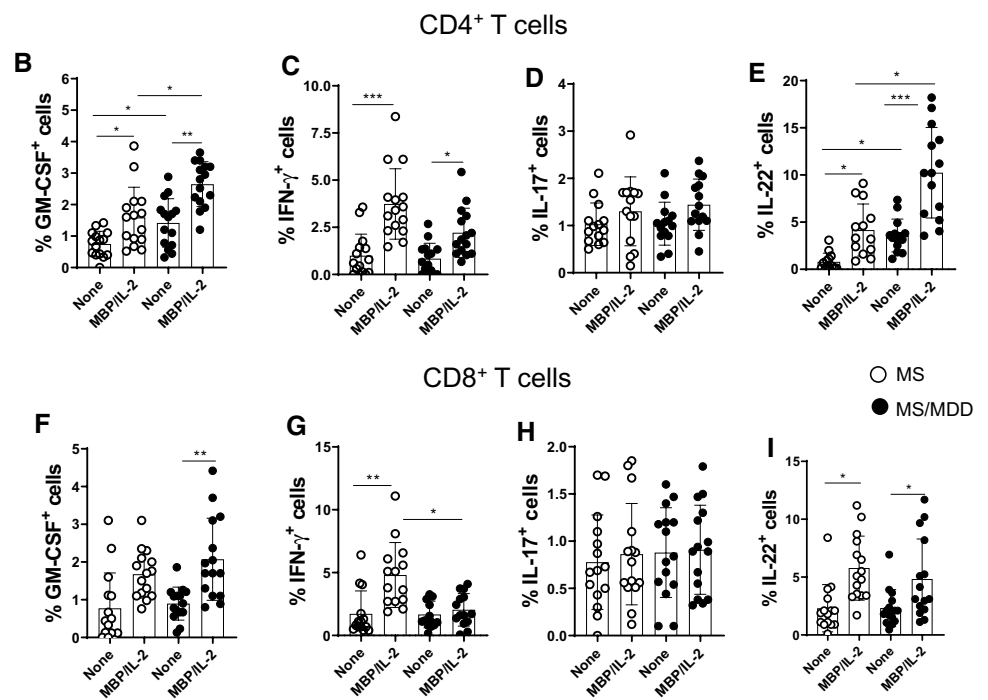 CD4⁺ T cells
B
% GM-CSF⁺ cells
6
5
4
3
2
1
0
*
*
*
**
None
MBP/IL-2
None
MBP/IL-2
C
% IFN-γ⁺ cells
10.0
7.5
5.0
2.5
0.0
***
*
None
MBP/IL-2
None
MBP/IL-2
D
% IL-17⁺ cells
4
3
2
1
0
None
MBP/IL-2
None
MBP/IL-2
E
% IL-22⁺ cells
20
15
10
5
0
*
***
*
*
None
MBP/IL-2
None
MBP/IL-2
CD8⁺ T cells
MS
MS/MDD
F
% GM-CSF⁺ cells
5
4
3
2
1
0
**
None
MBP/IL-2
None
MBP/IL-2
G
% IFN-γ⁺ cells
15
10
5
0
**
*
None
MBP/IL-2
None
MBP/IL-2
H
% IL-17⁺ cells
2.0
1.5
1.0
0.5
0.0
None
MBP/IL-2
None
MBP/IL-2
I
% IL-22⁺ cells
15
10
5
0
*
*
None
MBP/IL-2
None
MBP/IL-2